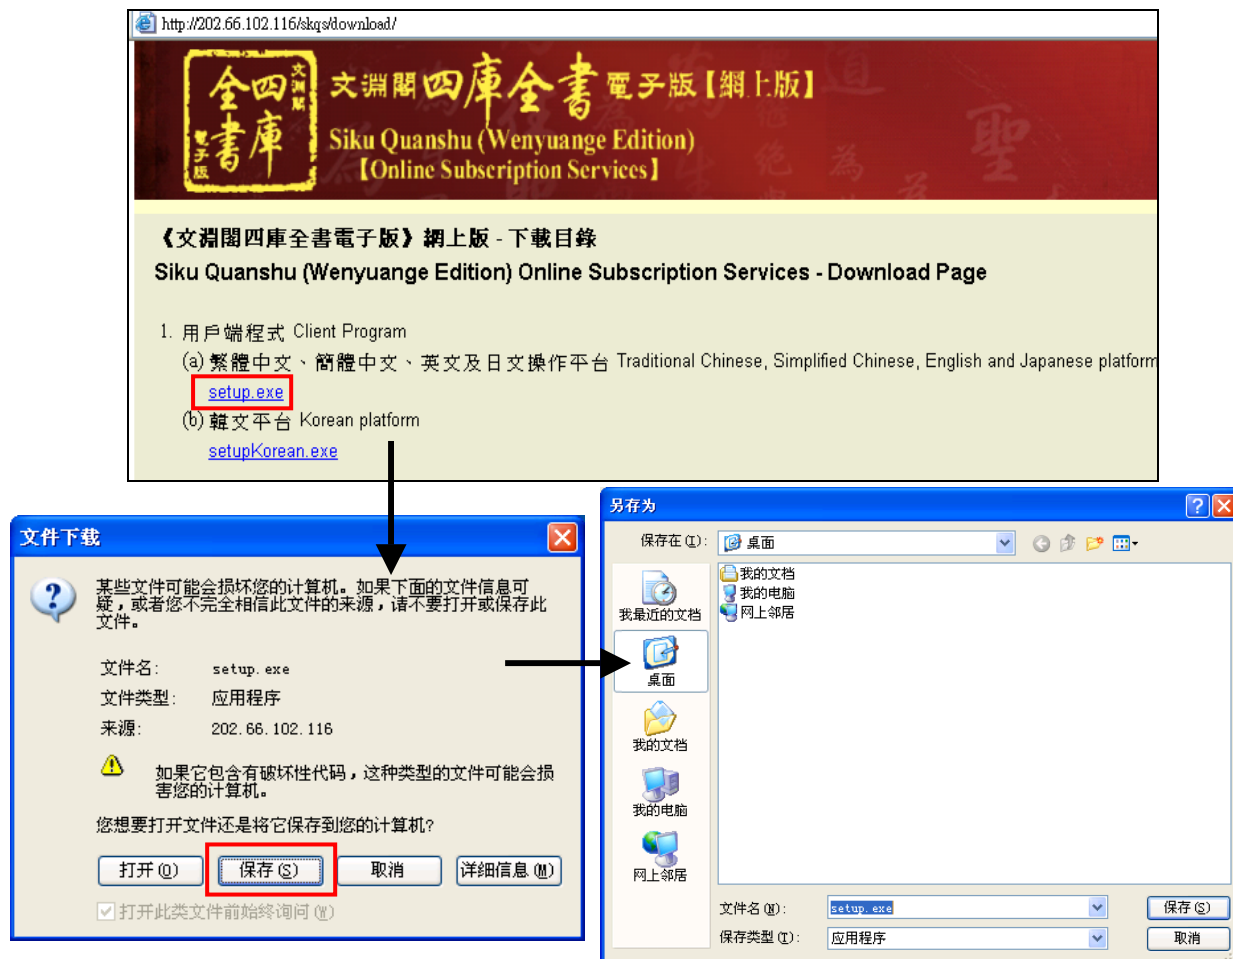 http://202.66.102.116/skqs/download/
文淵閣
四庫全書
電子版
文淵閣四庫全書電子版【網上版】
Siku Quanshu (Wenyuange Edition)
【Online Subscription Services】
《文淵閣四庫全書電子版》網上版 - 下載目錄
Siku Quanshu (Wenyuange Edition) Online Subscription Services - Download Page
1. 用戶端程式 Client Program
(a) 繁體中文、簡體中文、英文及日文操作平台 Traditional Chinese, Simplified Chinese, English and Japanese platform
setup.exe
(b) 韓文平台 Korean platform
setupKorean.exe
文件下载
某些文件可能会损坏您的计算机。如果下面的文件信息可
疑，或者您不完全相信此文件的来源，请不要打开或保存此
文件。
文件名: setup.exe
文件类型: 应用程序
来源: 202.66.102.116
如果它包含有破坏性代码，这种类型的文件可能会损
害您的计算机。
您想要打开文件还是将它保存到您的计算机?
打开(O) 保存(S) 取消 详细信息(M)
打开此类文件前始终询问(W)
另存为
保存在(I): 桌面
我的文档
我的电脑
网上邻居
我最近的文档
桌面
我的文档
我的电脑
网上邻居
文件名(N): setup.exe 保存(S)
保存类型(T): 应用程序 取消